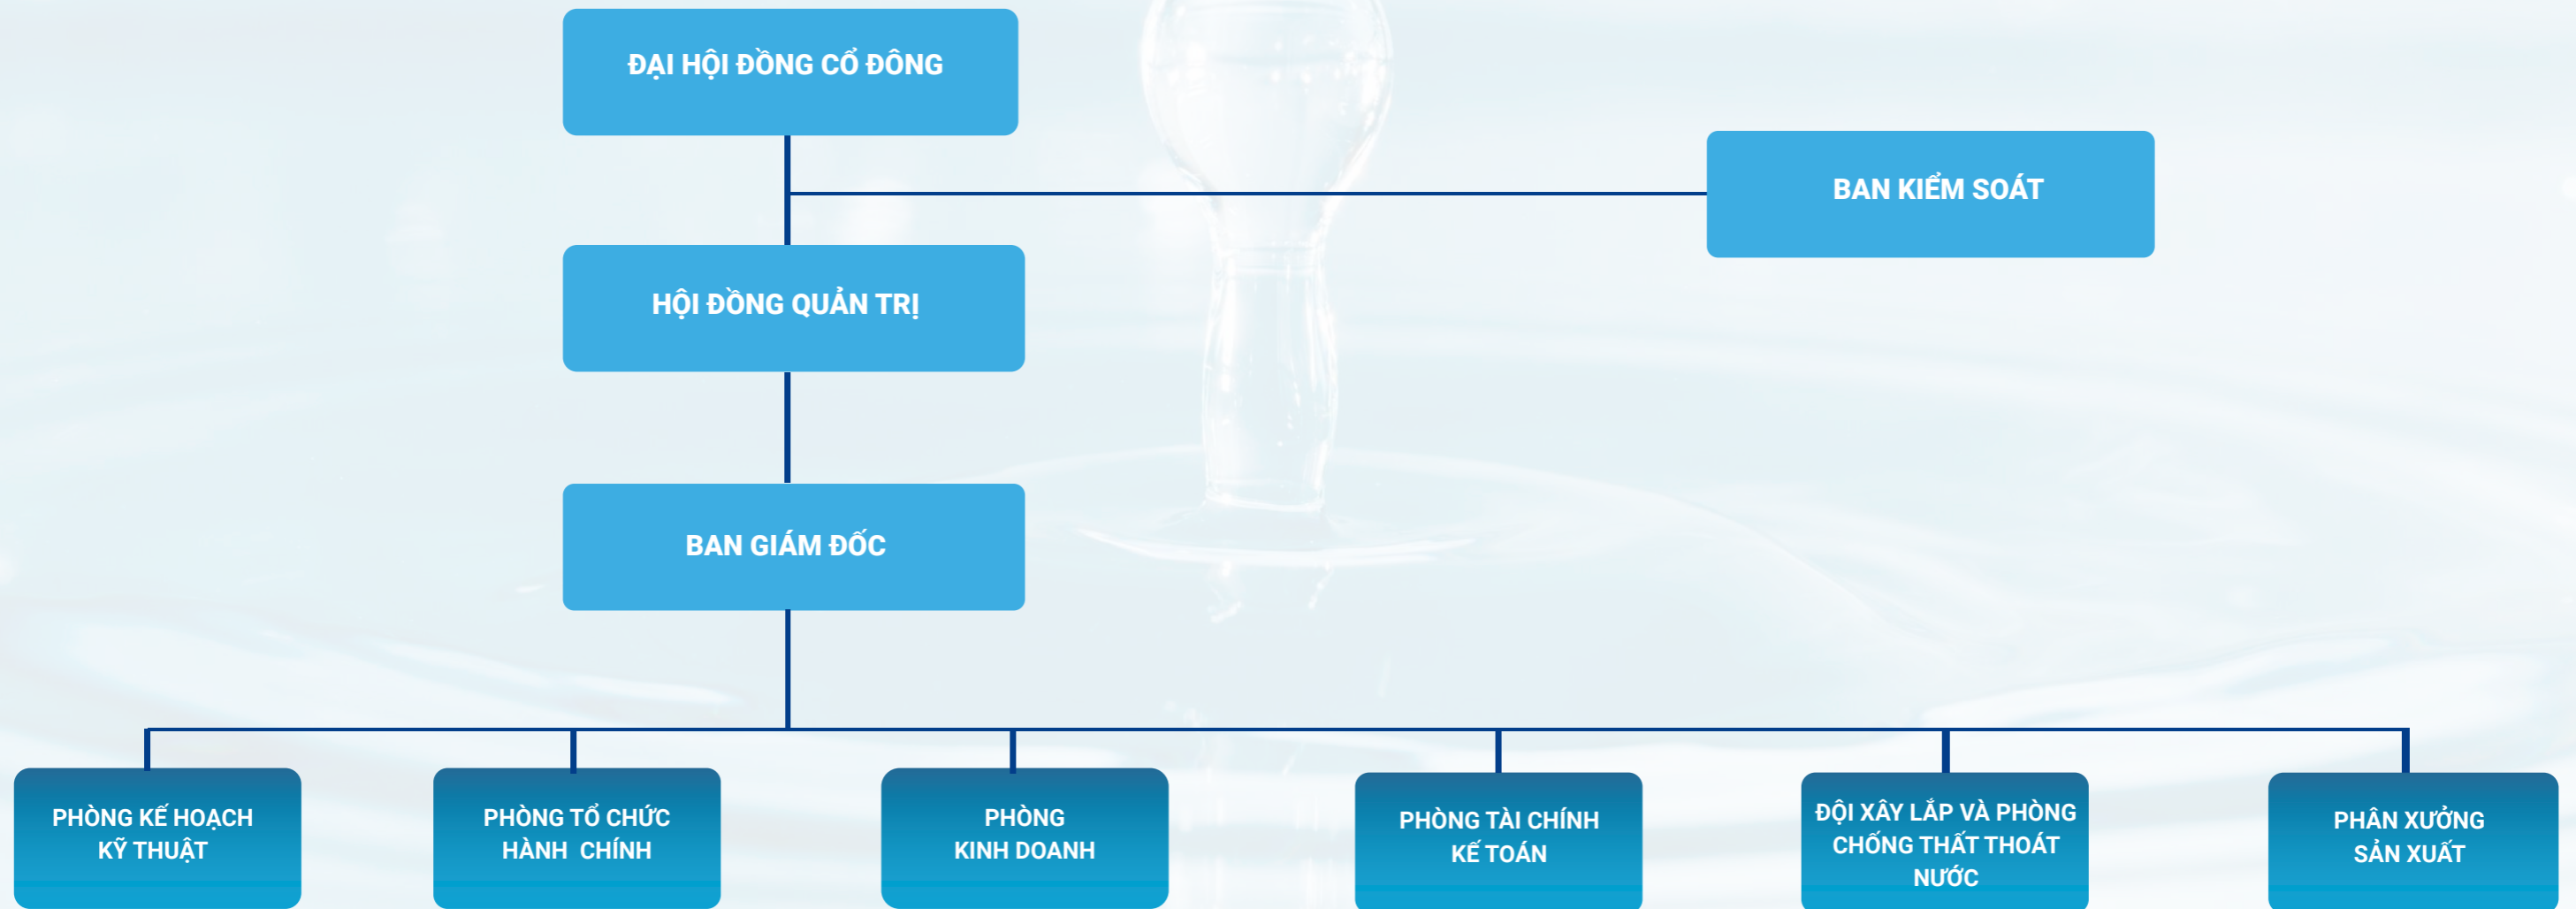 ĐẠI HỘI ĐỒNG CỔ ĐÔNG
BAN KIỂM SOÁT
HỘI ĐỒNG QUẢN TRỊ
BAN GIÁM ĐỐC
PHÒNG KẾ HOẠCH
KỸ THUẬT
PHÒNG TỔ CHỨC
HÀNH CHÍNH
PHÒNG
KINH DOANH
PHÒNG TÀI CHÍNH
KẾ TOÁN
ĐỘI XÂY LẮP VÀ PHÒNG
CHỐNG THẤT THOÁT
NƯỚC
PHÂN XƯỞNG
SẢN XUẤT